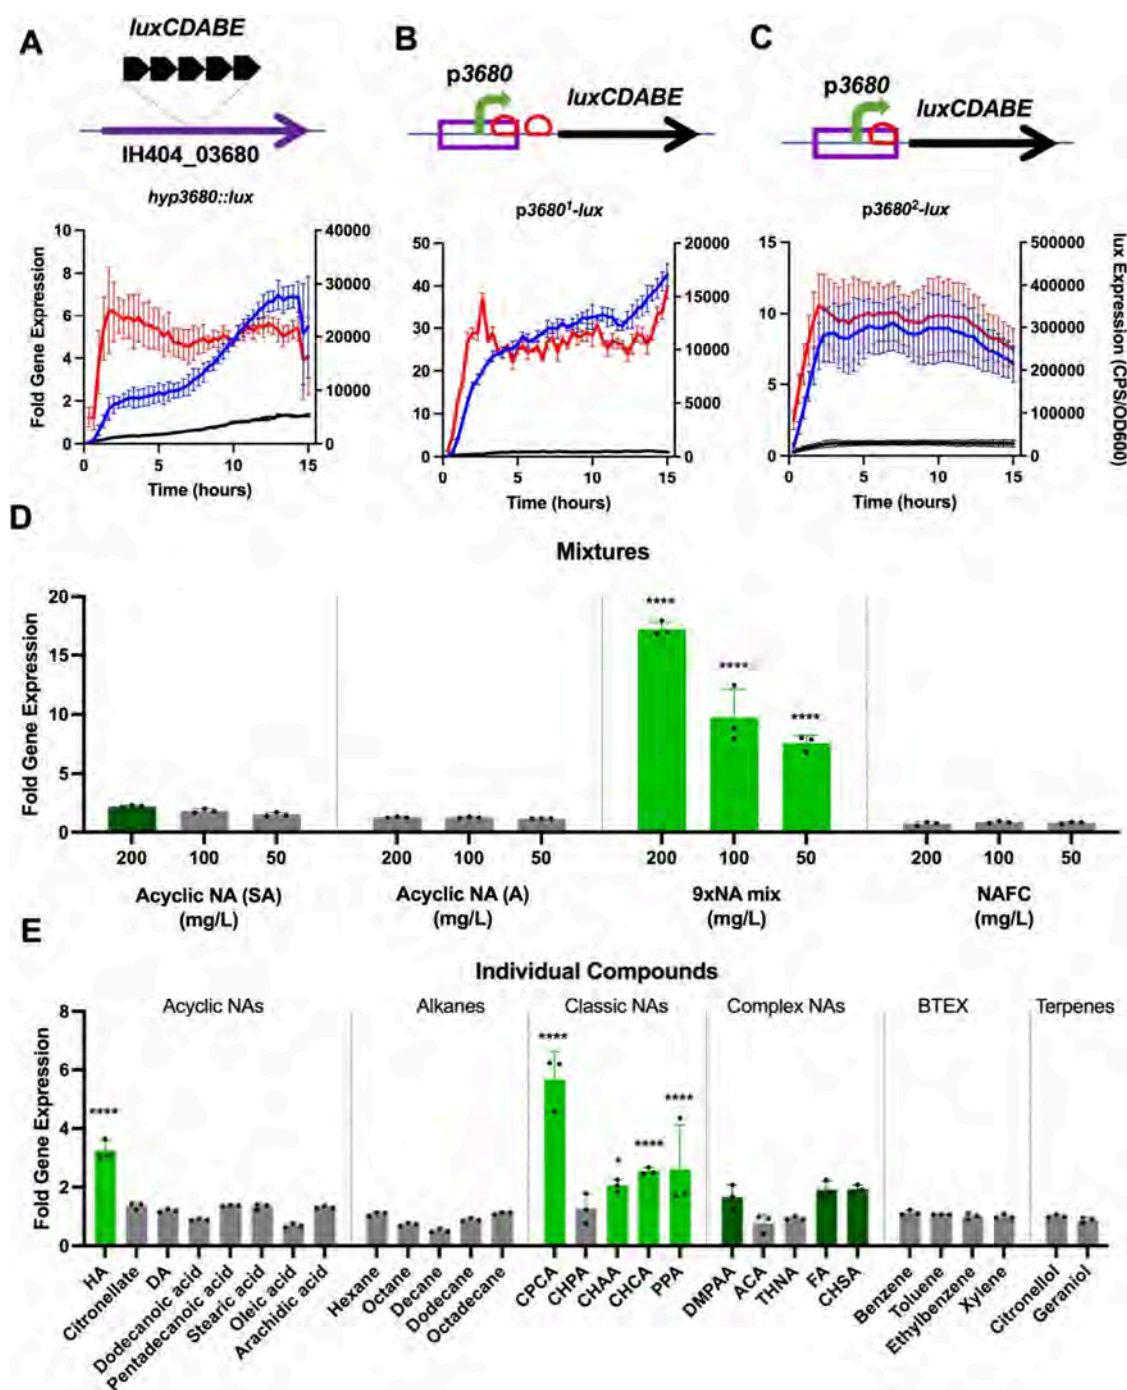 A
luxCDABE
IH404_03680
hyp3680::lux
Fold Gene Expression
10
8
6
4
2
0
40000
30000
20000
10000
0
0 5 10 15
Time (hours)
B
p3680
luxCDABE
p3680¹-lux
50
40
30
20
10
0
20000
15000
10000
5000
0
0 5 10 15
Time (hours)
C
p3680
luxCDABE
p3680²-lux
15
10
5
0
500000
400000
300000
200000
100000
0
lux Expression (CPS/OD600)
0 5 10 15
Time (hours)
D
Mixtures
Fold Gene Expression
20
15
10
5
0
**** **** ****
200 100 50 200 100 50 200 100 50 200 100 50
Acyclic NA (SA) Acyclic NA (A) 9xNA mix NAFC
(mg/L) (mg/L) (mg/L) (mg/L)
E
Individual Compounds
Acyclic NAs Alkanes Classic NAs Complex NAs BTEX Terpenes
Fold Gene Expression
8
6
4
2
0
**** **** * **** ****
HA
Citronellate
DA
Dodecanoic acid
Pentadecanoic acid
Stearic acid
Oleic acid
Arachidic acid
Hexane
Octane
Decane
Dodecane
Octadecane
CPCA
CHPA
CHAA
CHCA
PPA
DMPAA
ACA
THNA
FA
CHSA
Benzene
Toluene
Ethylbenzene
Xylene
Citronellol
Geraniol